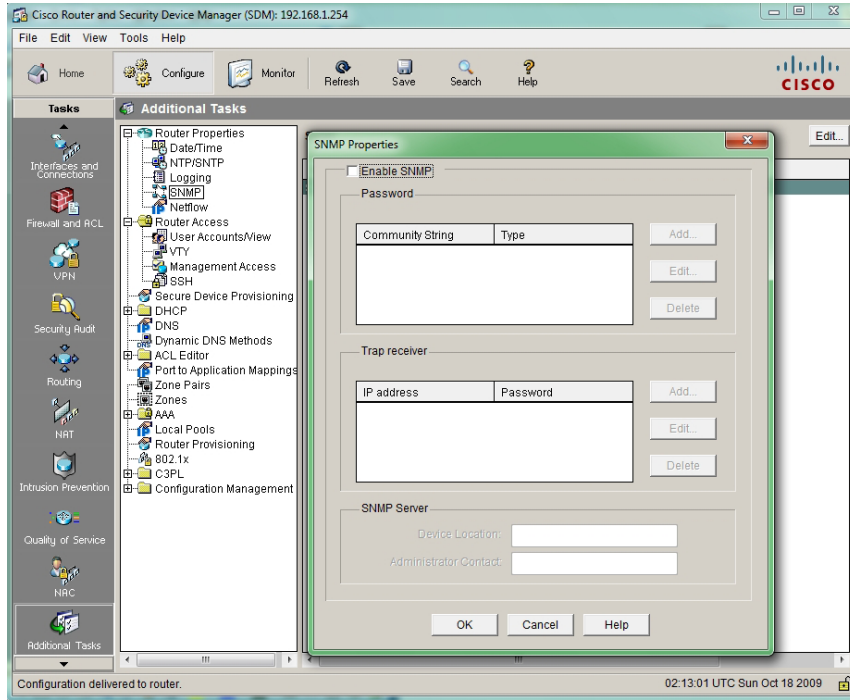 Cisco Router and Security Device Manager (SDM): 192.168.1.254
File Edit View Tools Help
Home
Configure
Monitor
Refresh
Save
Search
Help
CISCO
Tasks
Additional Tasks
Interfaces and
Connections
Firewall and ACL
VPN
Security Audit
Routing
NAT
Intrusion Prevention
Quality of Service
NAC
Additional Tasks
Router Properties
Date/Time
NTP/SNTP
Logging
SNMP
Netflow
Router Access
User Accounts/View
VTY
Management Access
SSH
Secure Device Provisioning
DHCP
DNS
Dynamic DNS Methods
ACL Editor
Port to Application Mappings
Zone Pairs
Zones
AAA
Local Pools
Router Provisioning
802.1x
C3PL
Configuration Management
Edit...
SNMP Properties
Enable SNMP
Password
Community String Type
Add...
Edit...
Delete
Trap receiver
IP address Password
Add...
Edit...
Delete
SNMP Server
Device Location:
Administrator Contact:
OK Cancel Help
Configuration delivered to router.
02:13:01 UTC Sun Oct 18 2009